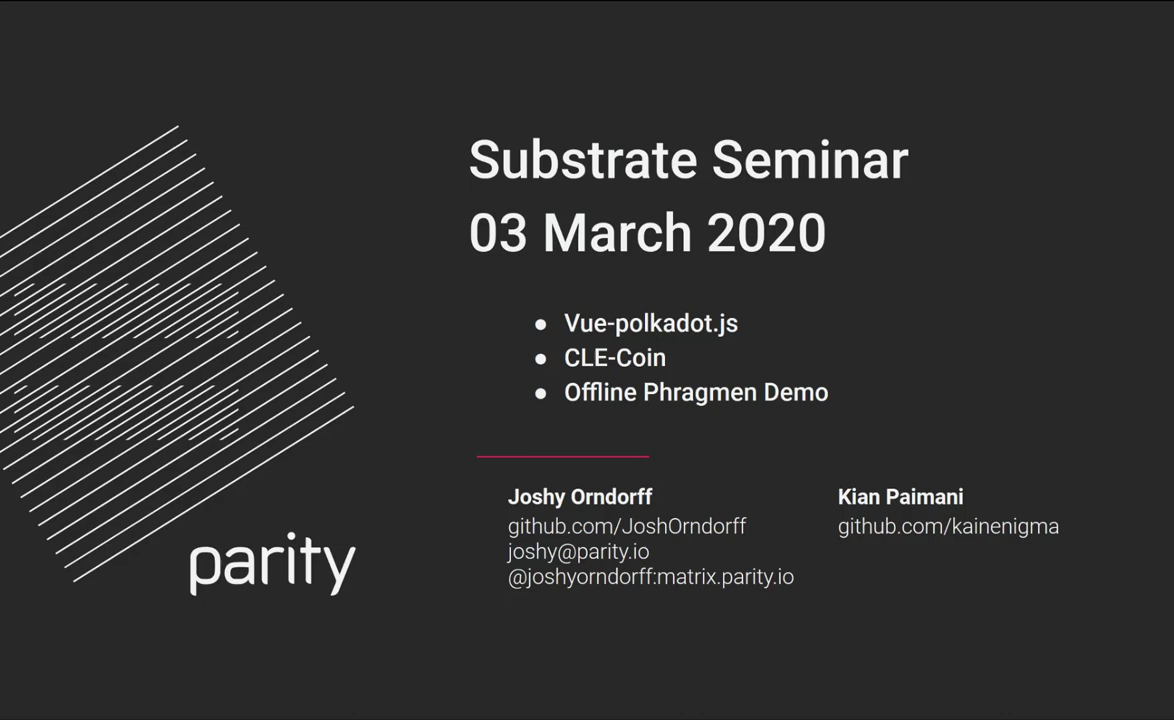 Substrate Seminar
03 March 2020
● Vue-polkadot.js
● CLE-Coin
● Offline Phragmen Demo
Joshy Orndorff
github.com/JoshOrndorff
joshy@parity.io
@joshyorndorff:matrix.parity.io
Kian Paimani
github.com/kainenigma
parity